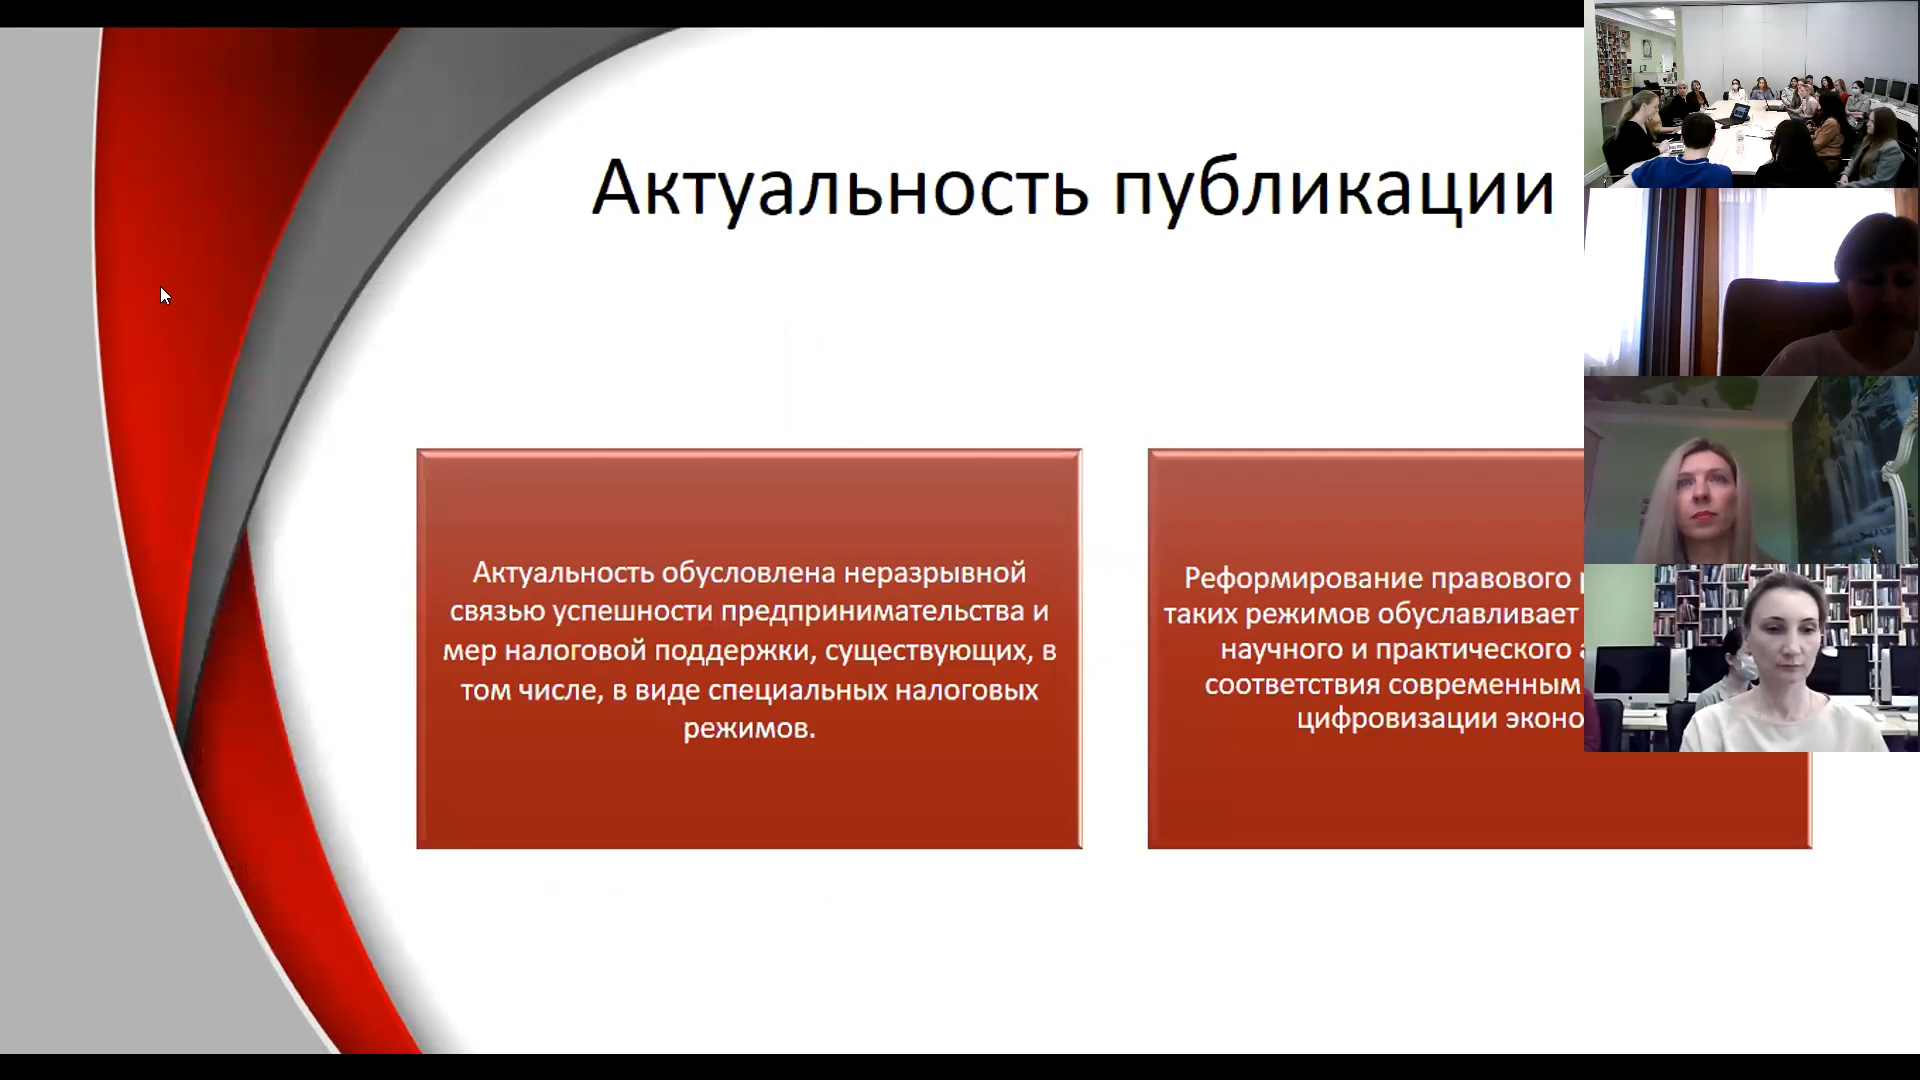 Актуальность публикации
Актуальность обусловлена неразрывной
связью успешности предпринимательства и
мер налоговой поддержки, существующих, в
том числе, в виде специальных налоговых
режимов.
Реформирование правового
таких режимов обуславливает
научного и практического
соответствия современным
цифровизации